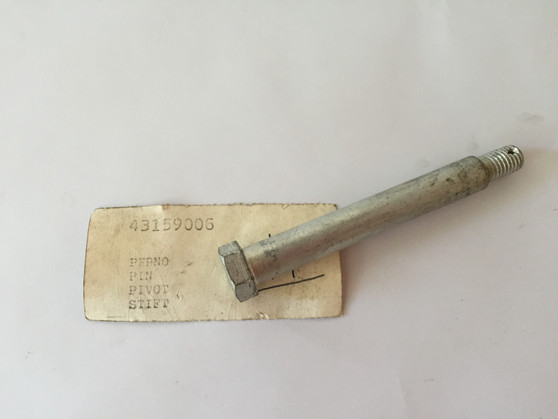 43159006
PERNO
PIN
PIVOT
STIFT